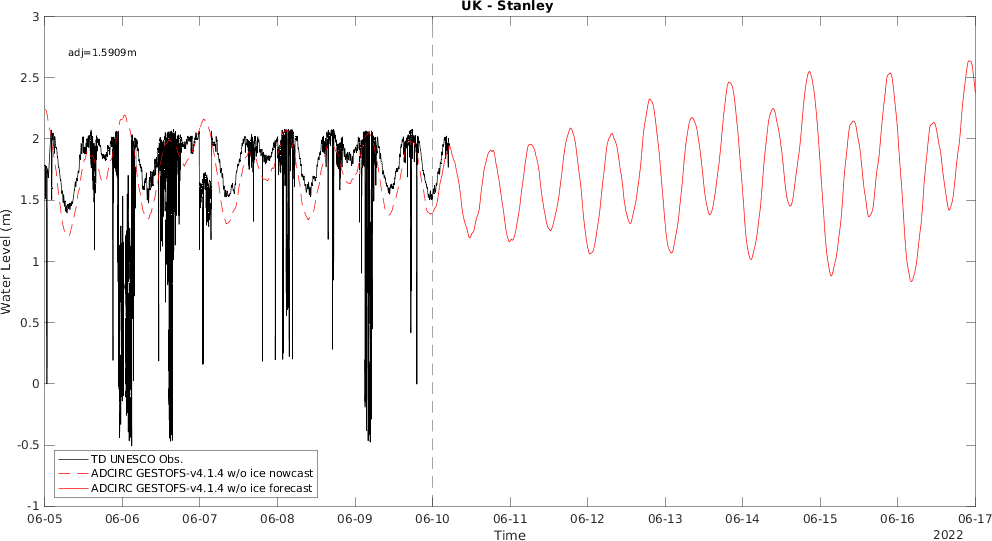 UK - Stanley
adj=1.5909m
Water Level (m)
3
2.5
2
1.5
1
0.5
0
-0.5
-1
TD UNESCO Obs.
ADCIRC GESTOFS-v4.1.4 w/o ice nowcast
ADCIRC GESTOFS-v4.1.4 w/o ice forecast
06-05 06-06 06-07 06-08 06-09 06-10 06-11 06-12 06-13 06-14 06-15 06-16 06-17
Time
2022